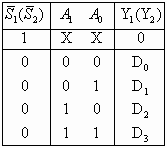 S̅₁(S̅₂) A₁ A₀ Y₁(Y₂)
1 X X 0
0 0 0 D₀
0 0 1 D₁
0 1 0 D₂
0 1 1 D₃